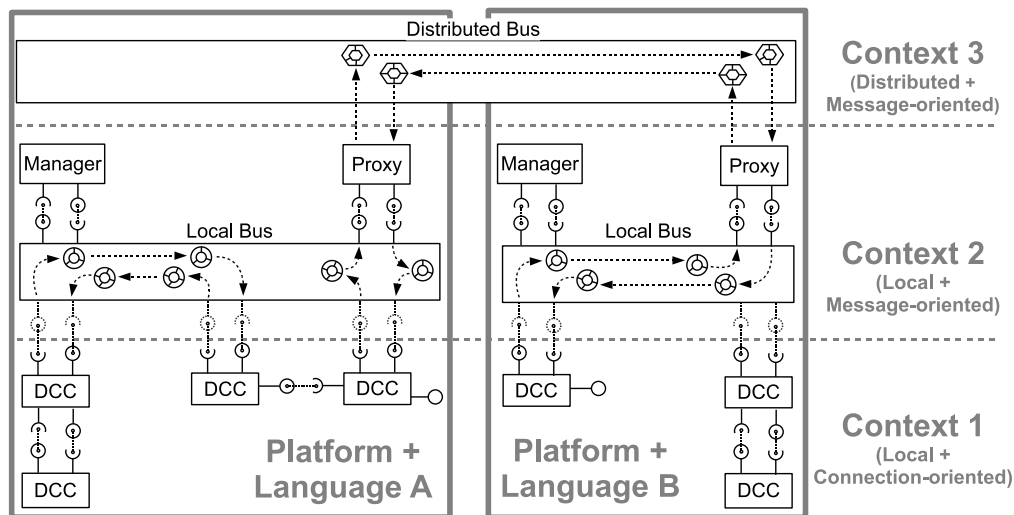 Distributed Bus
Context 3
(Distributed +
Message-oriented)
Manager
Proxy
Manager
Proxy
Local Bus
Local Bus
Context 2
(Local +
Message-oriented)
DCC
DCC
DCC
DCC
DCC
Context 1
(Local +
Connection-oriented)
Platform +
Language A
Platform +
Language B
DCC
DCC